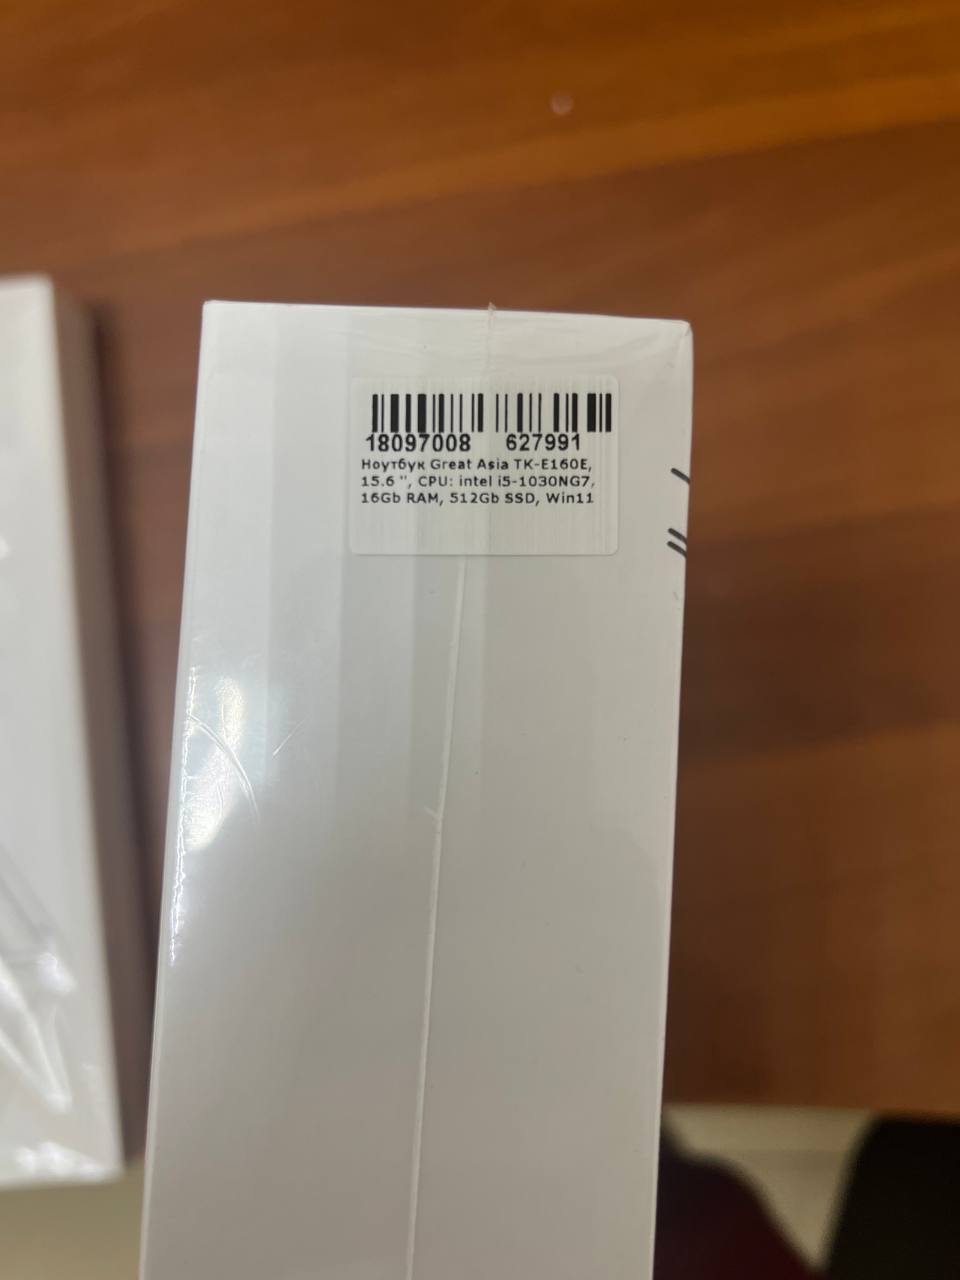 18097008 627991
Ноутбук Great Asia TK-E160E,
15.6 ", CPU: intel i5-1030NG7,
16Gb RAM, 512Gb SSD, Win11